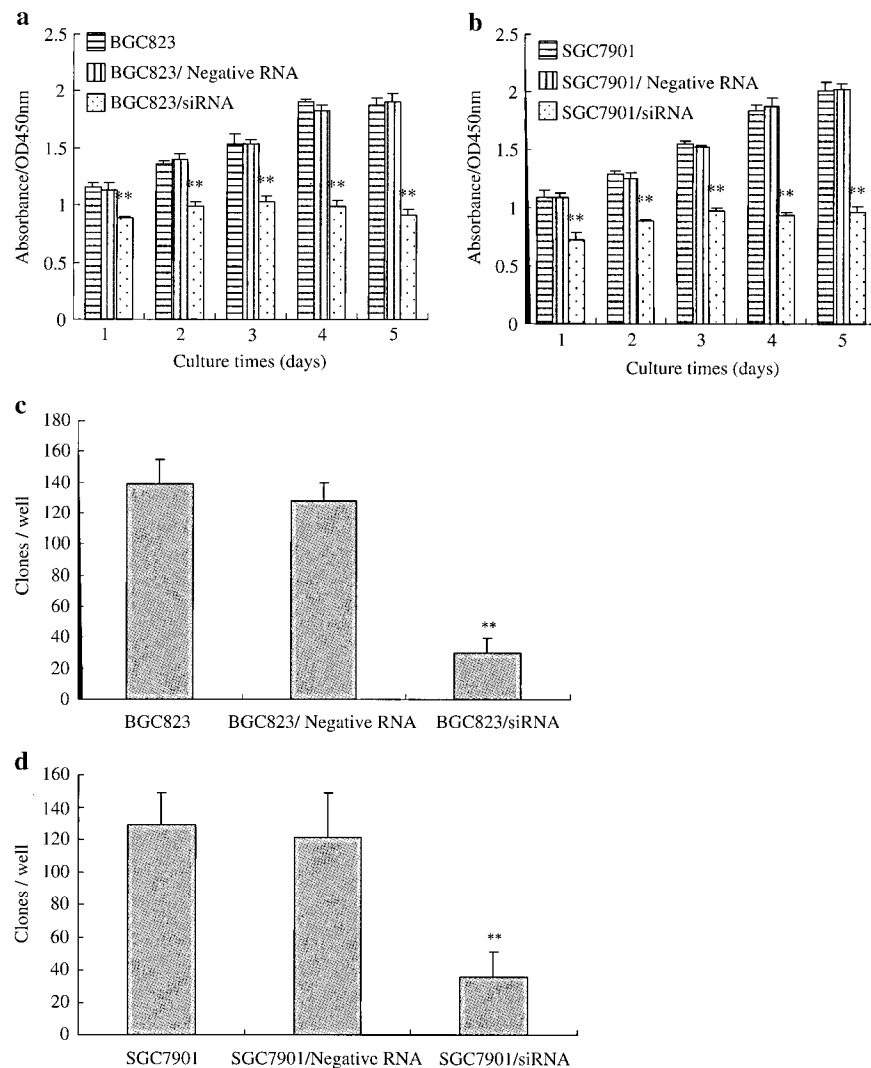 a
2.5
2
1.5
1
0.5
0
Absorbance/OD450nm
BGC823
BGC823/ Negative RNA
BGC823/siRNA
** ** ** ** **
1 2 3 4 5
Culture times (days)
b
2.5
2
1.5
1
0.5
0
Absorbance/OD450nm
SGC7901
SGC7901/ Negative RNA
SGC7901/siRNA
** ** ** ** **
1 2 3 4 5
Culture times (days)
c
180
160
140
120
100
80
60
40
20
0
Clones / well
**
BGC823 BGC823/ Negative RNA BGC823/siRNA
d
160
140
120
100
80
60
40
20
0
Clones / well
**
SGC7901 SGC7901/Negative RNA SGC7901/siRNA